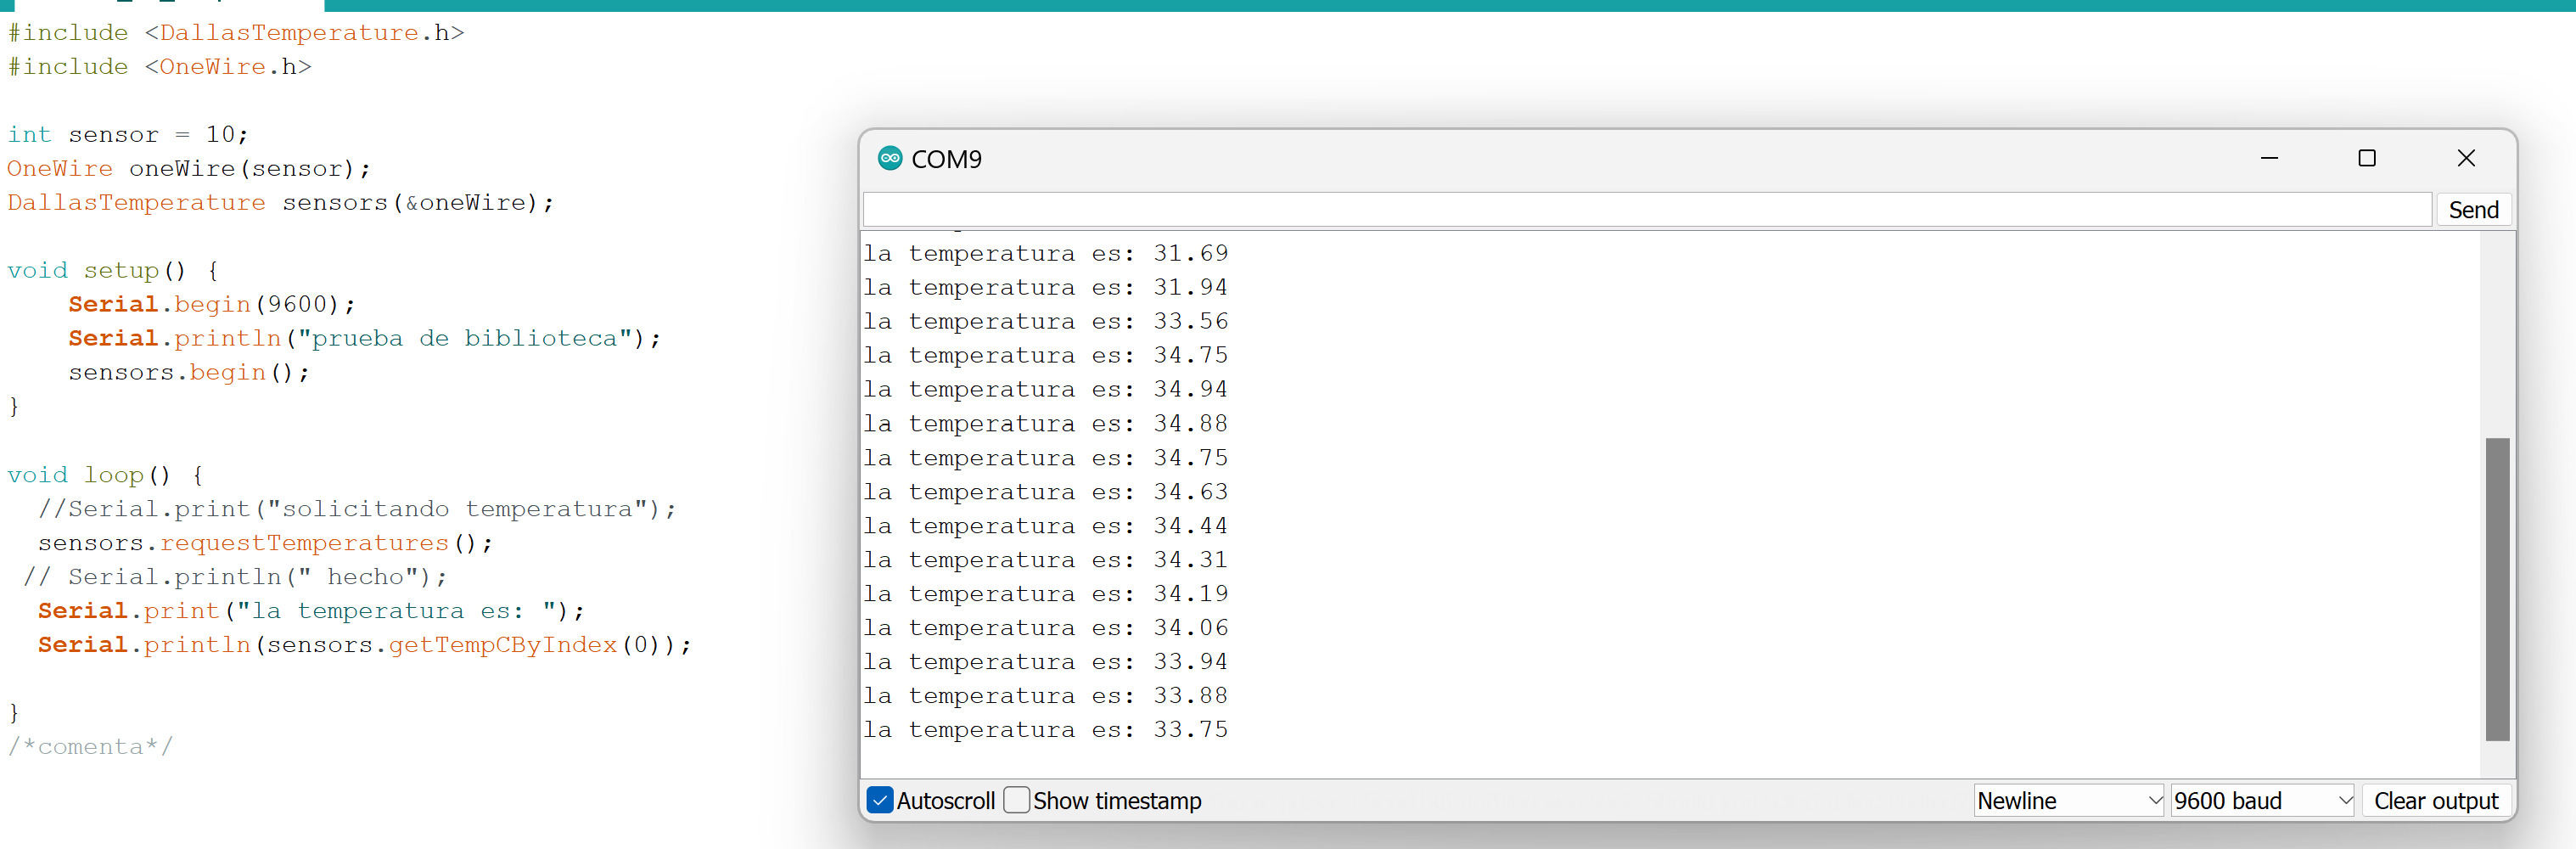 #include <DallasTemperature.h>
#include <OneWire.h>
int sensor = 10;
OneWire oneWire(sensor);
DallasTemperature sensors(&oneWire);
void setup() {
Serial.begin(9600);
Serial.println("prueba de biblioteca");
sensors.begin();
}
void loop() {
//Serial.print("solicitando temperatura");
sensors.requestTemperatures();
// Serial.println(" hecho");
Serial.print("la temperatura es: ");
Serial.println(sensors.getTempCByIndex(0));
}
/*comenta*/
COM9
Send
la temperatura es: 31.69
la temperatura es: 31.94
la temperatura es: 33.56
la temperatura es: 34.75
la temperatura es: 34.94
la temperatura es: 34.88
la temperatura es: 34.75
la temperatura es: 34.63
la temperatura es: 34.44
la temperatura es: 34.31
la temperatura es: 34.19
la temperatura es: 34.06
la temperatura es: 33.94
la temperatura es: 33.88
la temperatura es: 33.75
Autoscroll Show timestamp
Newline 9600 baud Clear output